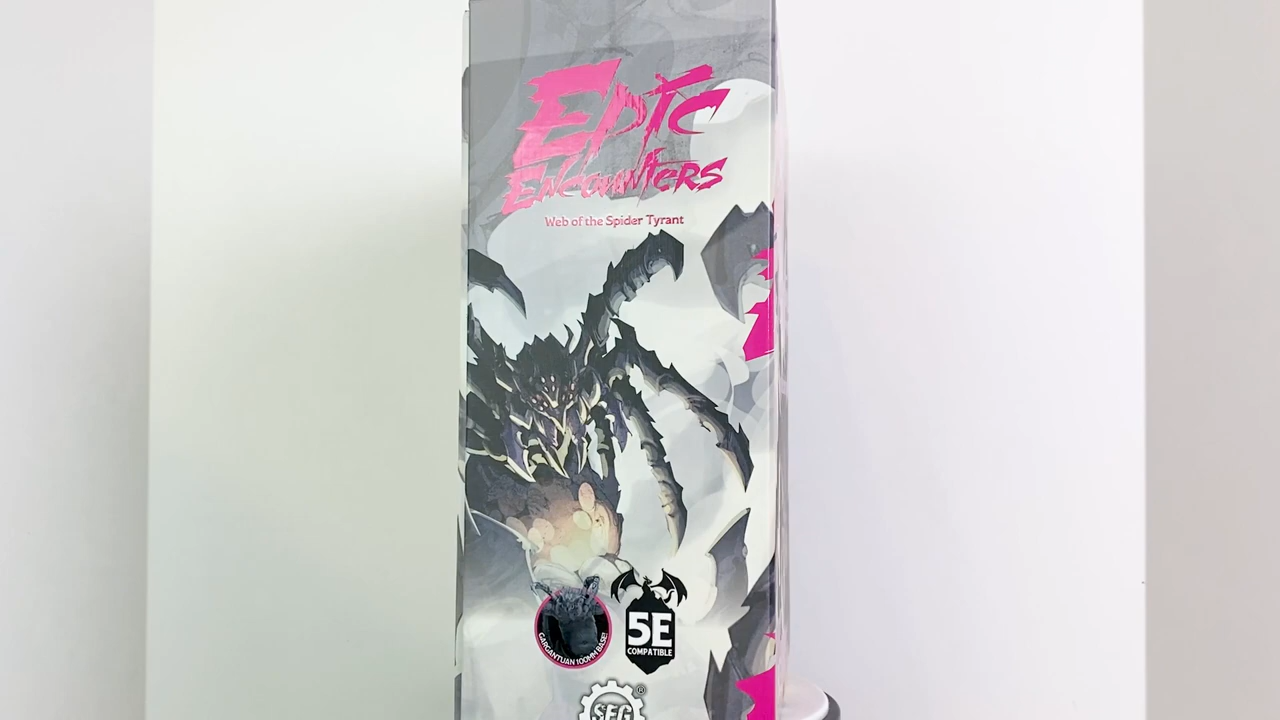 Epic
Encounters
Web of the Spider Tyrant
GARGANTUAN 100MM BASE!
5E
COMPATIBLE
SFG
®